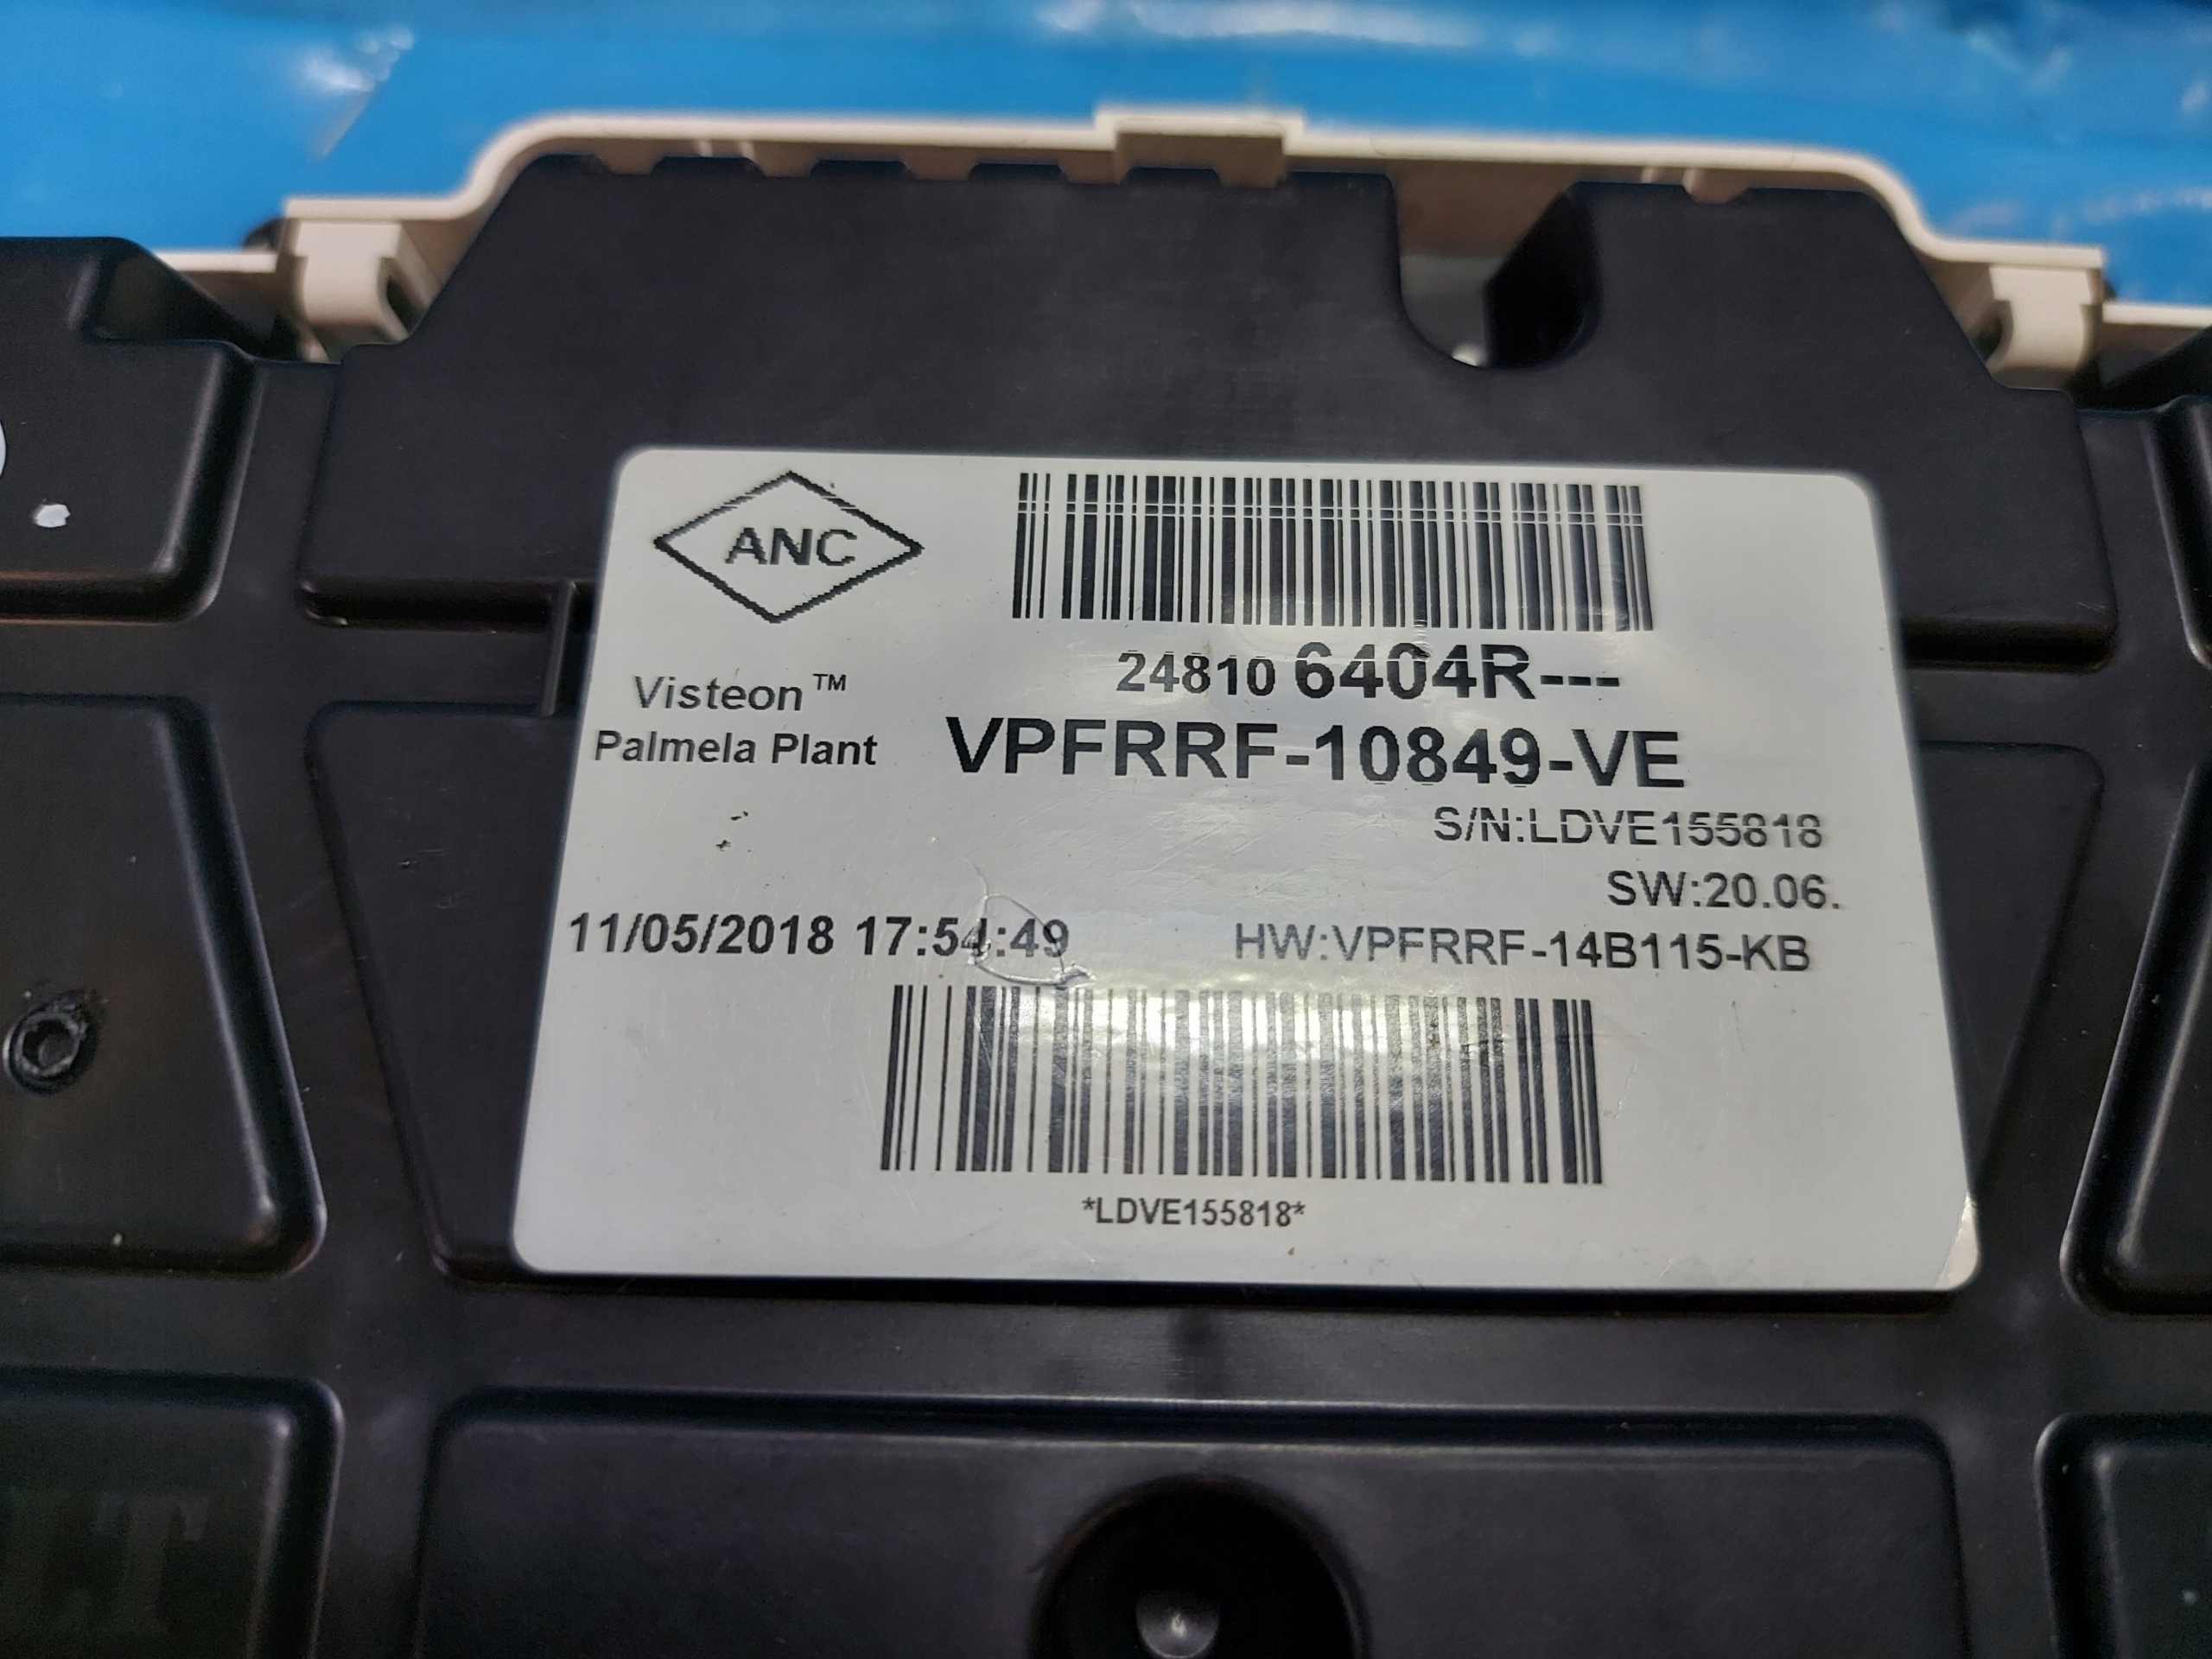 ANC
24810 6404R---
Visteon™
Palmela Plant
VPFRRF-10849-VE
S/N:LDVE155818
SW:20.06.
11/05/2018 17:54:49
HW:VPFRRF-14B115-KB
*LDVE155818*